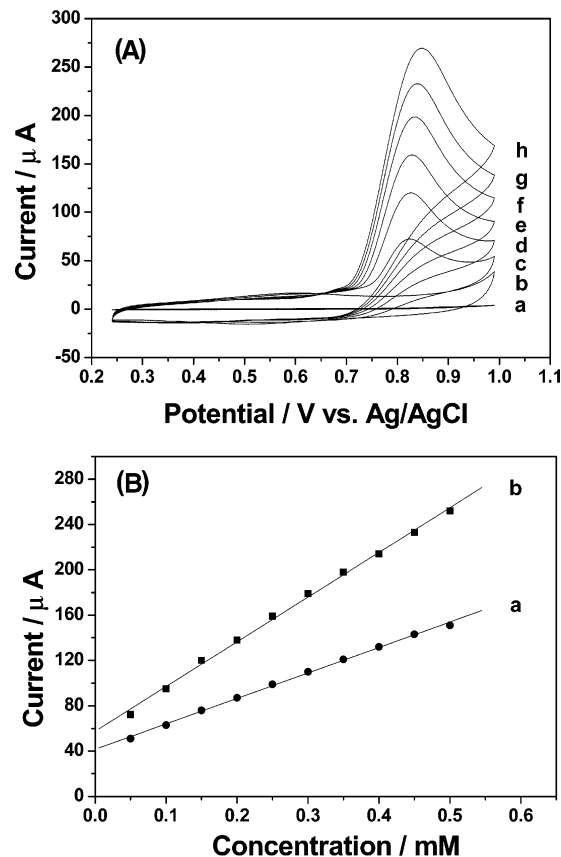 300
(A)
250
200
150
100
50
0
-50
Current / μ A
h
g
f
e
d
c
b
a
0.2 0.3 0.4 0.5 0.6 0.7 0.8 0.9 1.0 1.1
Potential / V vs. Ag/AgCl
280
(B)
240
200
160
120
80
40
0
Current / μ A
b
a
0.0 0.1 0.2 0.3 0.4 0.5 0.6
Concentration / mM